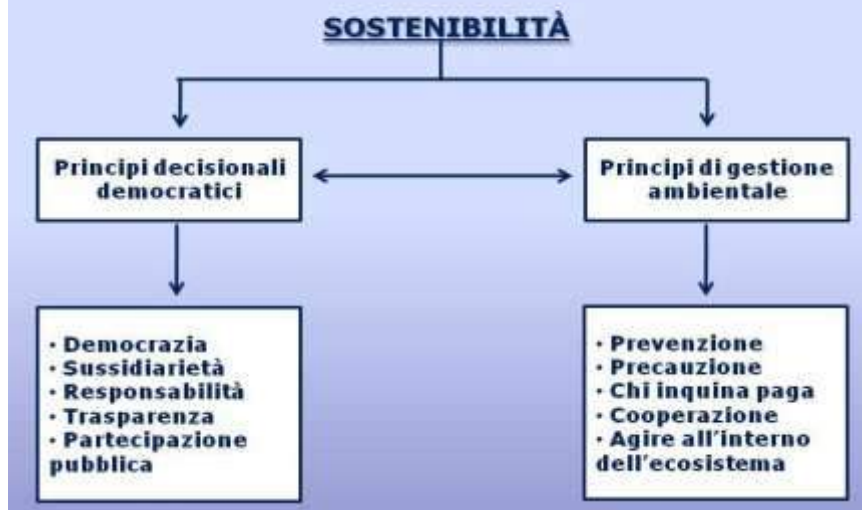 SOSTENIBILITÀ
Principi decisionali
democratici
Principi di gestione
ambientale
• Democrazia
• Sussidiarietà
• Responsabilità
• Trasparenza
• Partecipazione
pubblica
• Prevenzione
• Precauzione
• Chi inquina paga
• Cooperazione
• Agire all'interno
dell'ecosistema